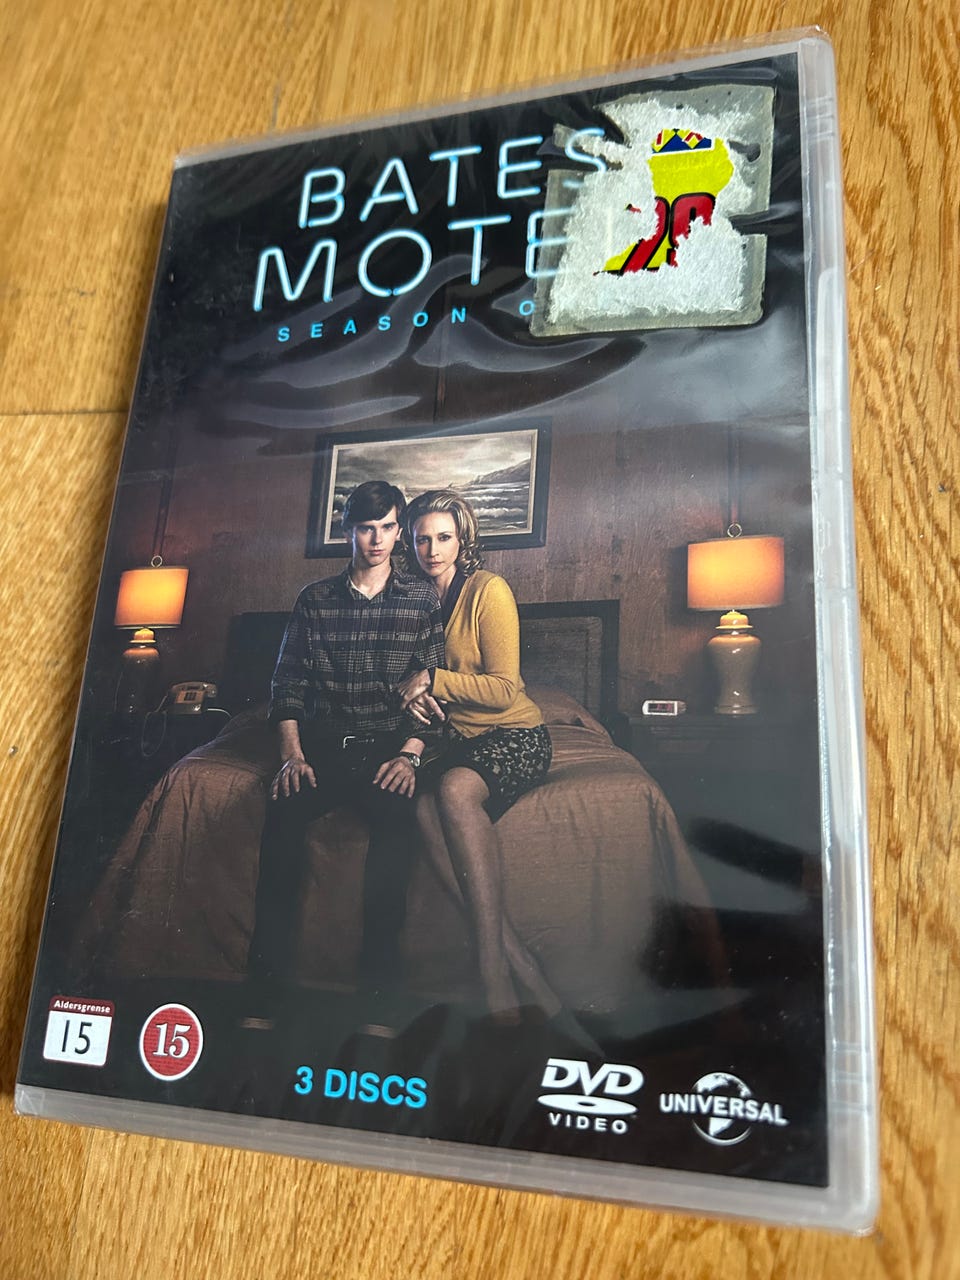 BATES
MOTE
SEASON O
Aldersgrense
15
15
3 DISCS
DVD
VIDEO
UNIVERSAL